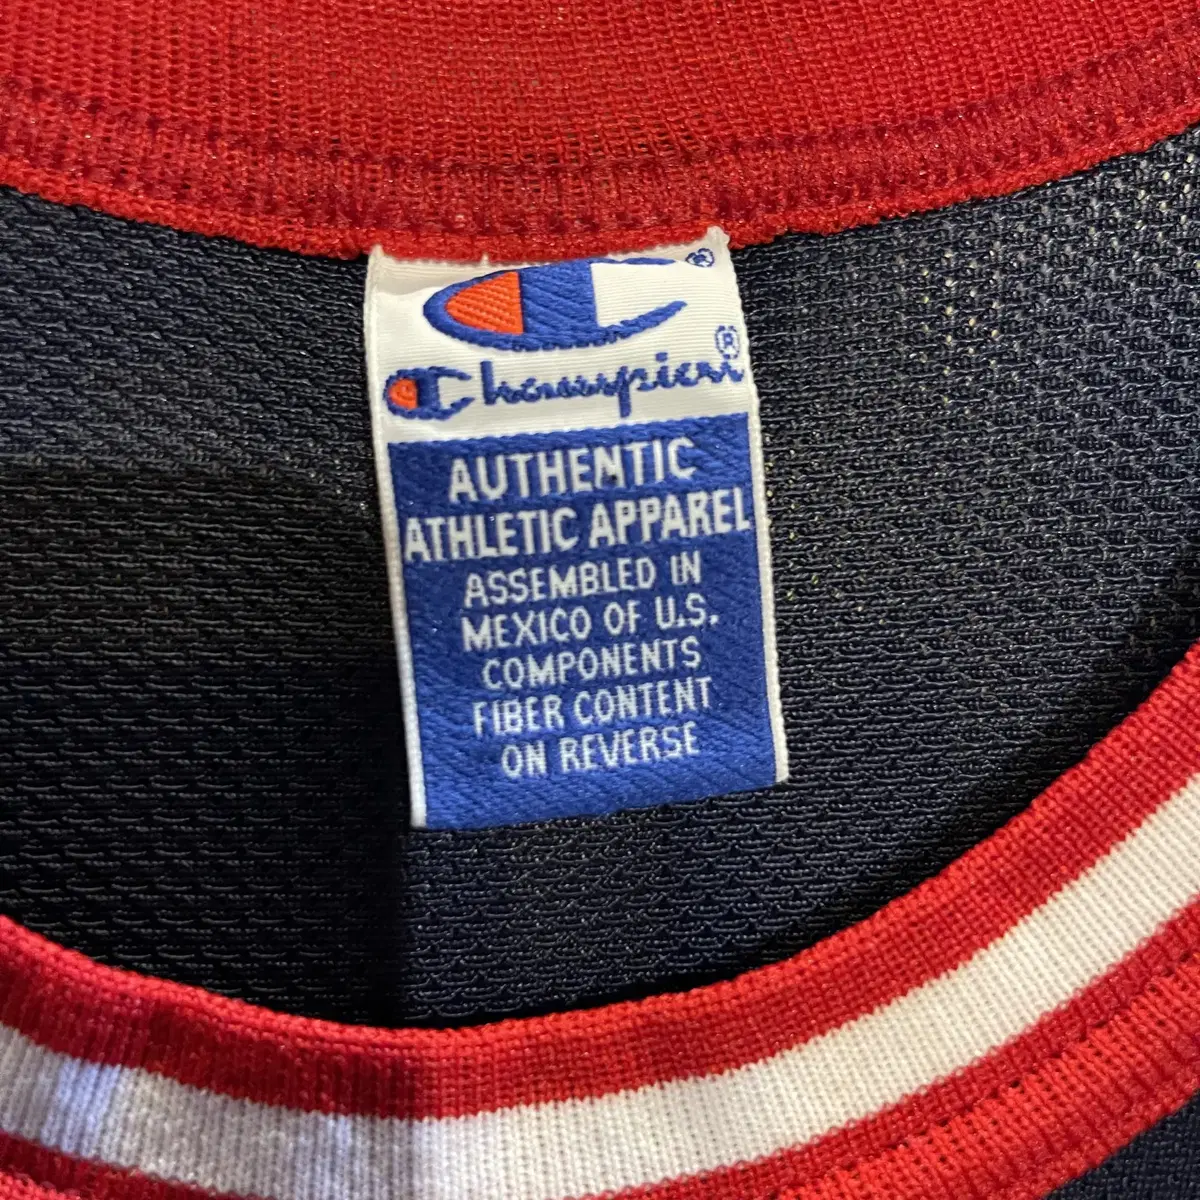 ®
Champion®
AUTHENTIC
ATHLETIC APPAREL
ASSEMBLED IN
MEXICO OF U.S.
COMPONENTS
FIBER CONTENT
ON REVERSE